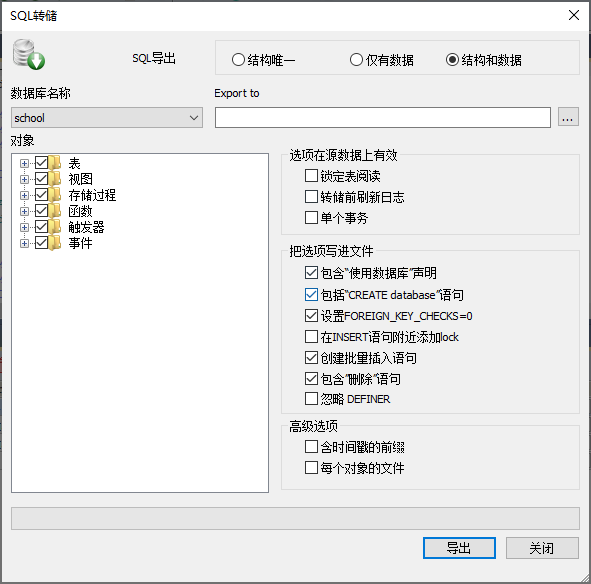 SQL转储
SQL导出
结构唯一
仅有数据
结构和数据
数据库名称
Export to
school
...
对象
表
视图
存储过程
函数
触发器
事件
选项在源数据上有效
锁定表阅读
转储前刷新日志
单个事务
把选项写进文件
包含"使用数据库"声明
包括"CREATE database"语句
设置FOREIGN_KEY_CHECKS=0
在INSERT语句附近添加lock
创建批量插入语句
包含"删除"语句
忽略 DEFINER
高级选项
含时间戳的前缀
每个对象的文件
导出
关闭